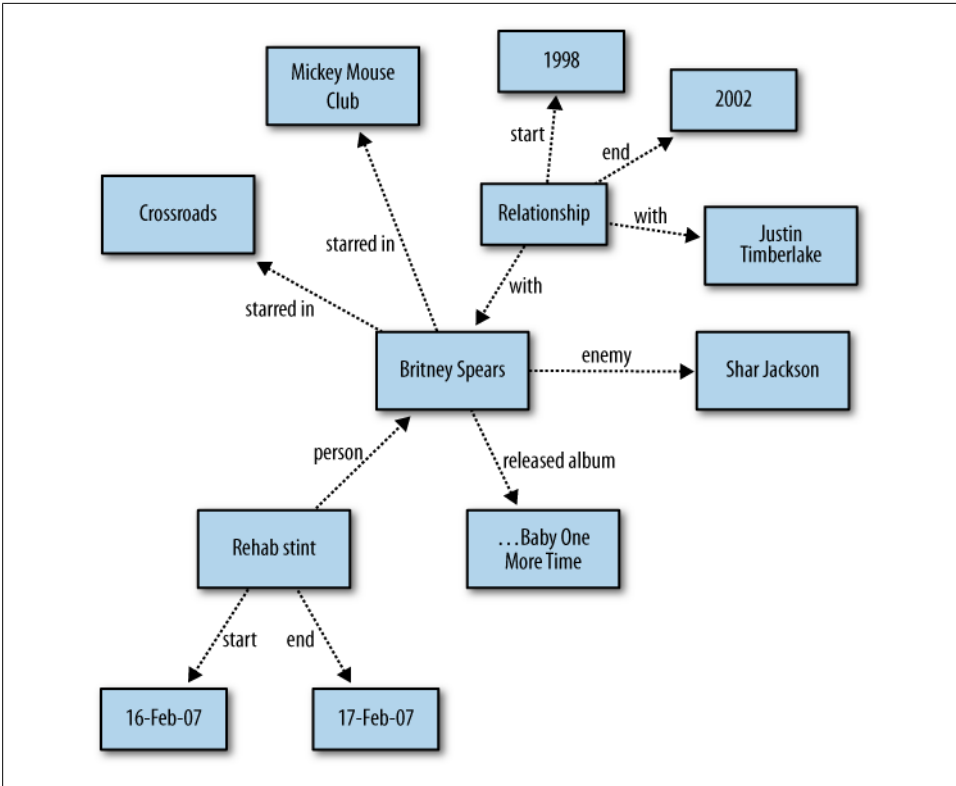 1998
Mickey Mouse
Club
2002
start
end
Crossroads
Relationship
with
Justin
Timberlake
starred in
with
starred in
enemy
Britney Spears
Shar Jackson
person
released album
Rehab stint
…Baby One
More Time
start
end
16-Feb-07
17-Feb-07